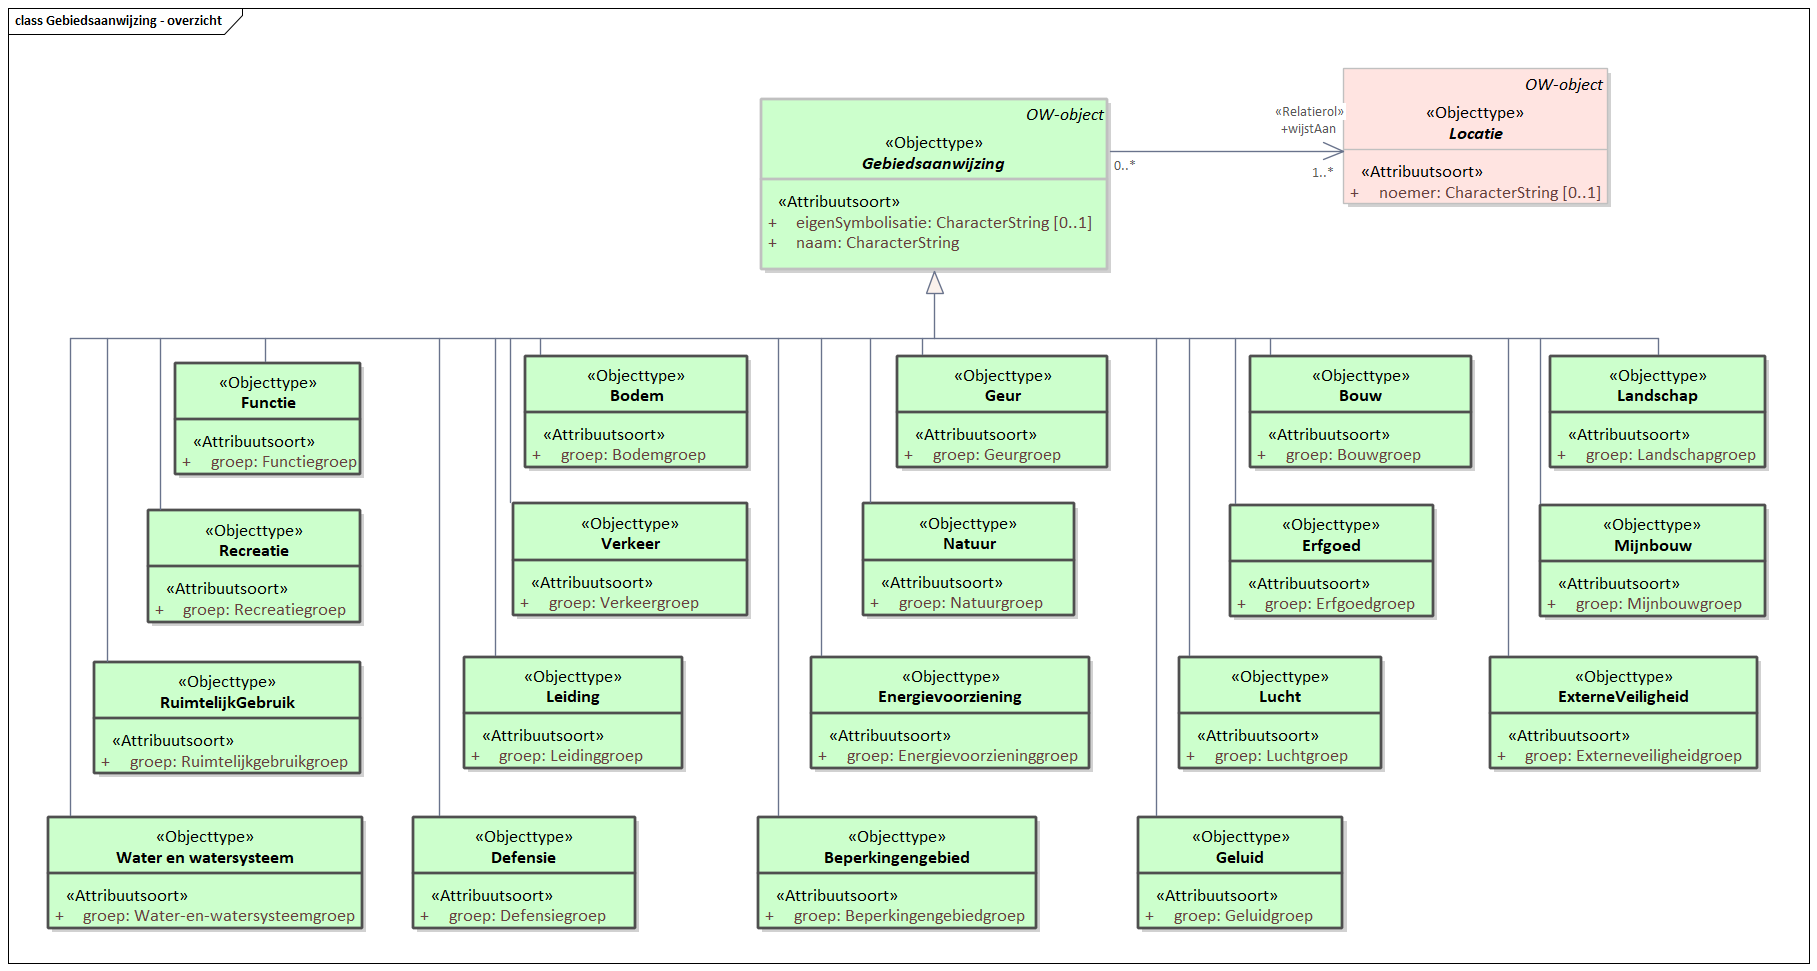 class Gebiedsaanwijzing - overzicht
OW-object
«Objecttype»
Gebiedsaanwijzing
«Attribuutsoort»
+ eigenSymbolisatie: CharacterString [0..1]
+ naam: CharacterString
0..*
«Relatierol»
+wijstAan
1..*
OW-object
«Objecttype»
Locatie
«Attribuutsoort»
+ noemer: CharacterString [0..1]
«Objecttype»
Functie
«Attribuutsoort»
+ groep: Functiegroep
«Objecttype»
Bodem
«Attribuutsoort»
+ groep: Bodemgroep
«Objecttype»
Geur
«Attribuutsoort»
+ groep: Geurgroep
«Objecttype»
Bouw
«Attribuutsoort»
+ groep: Bouwgroep
«Objecttype»
Landschap
«Attribuutsoort»
+ groep: Landschapgroep
«Objecttype»
Recreatie
«Attribuutsoort»
+ groep: Recreatiegroep
«Objecttype»
Verkeer
«Attribuutsoort»
+ groep: Verkeergroep
«Objecttype»
Natuur
«Attribuutsoort»
+ groep: Natuurgroep
«Objecttype»
Erfgoed
«Attribuutsoort»
+ groep: Erfgoedgroep
«Objecttype»
Mijnbouw
«Attribuutsoort»
+ groep: Mijnbouwgroep
«Objecttype»
RuimtelijkGebruik
«Attribuutsoort»
+ groep: Ruimtelijkgebruikgroep
«Objecttype»
Leiding
«Attribuutsoort»
+ groep: Leidinggroep
«Objecttype»
Energievoorziening
«Attribuutsoort»
+ groep: Energievoorzieninggroep
«Objecttype»
Lucht
«Attribuutsoort»
+ groep: Luchtgroep
«Objecttype»
ExterneVeiligheid
«Attribuutsoort»
+ groep: Externeveiligheidgroep
«Objecttype»
Water en watersysteem
«Attribuutsoort»
+ groep: Water-en-watersysteemgroep
«Objecttype»
Defensie
«Attribuutsoort»
+ groep: Defensiegroep
«Objecttype»
Beperkingengebied
«Attribuutsoort»
+ groep: Beperkingengebiedgroep
«Objecttype»
Geluid
«Attribuutsoort»
+ groep: Geluidgroep